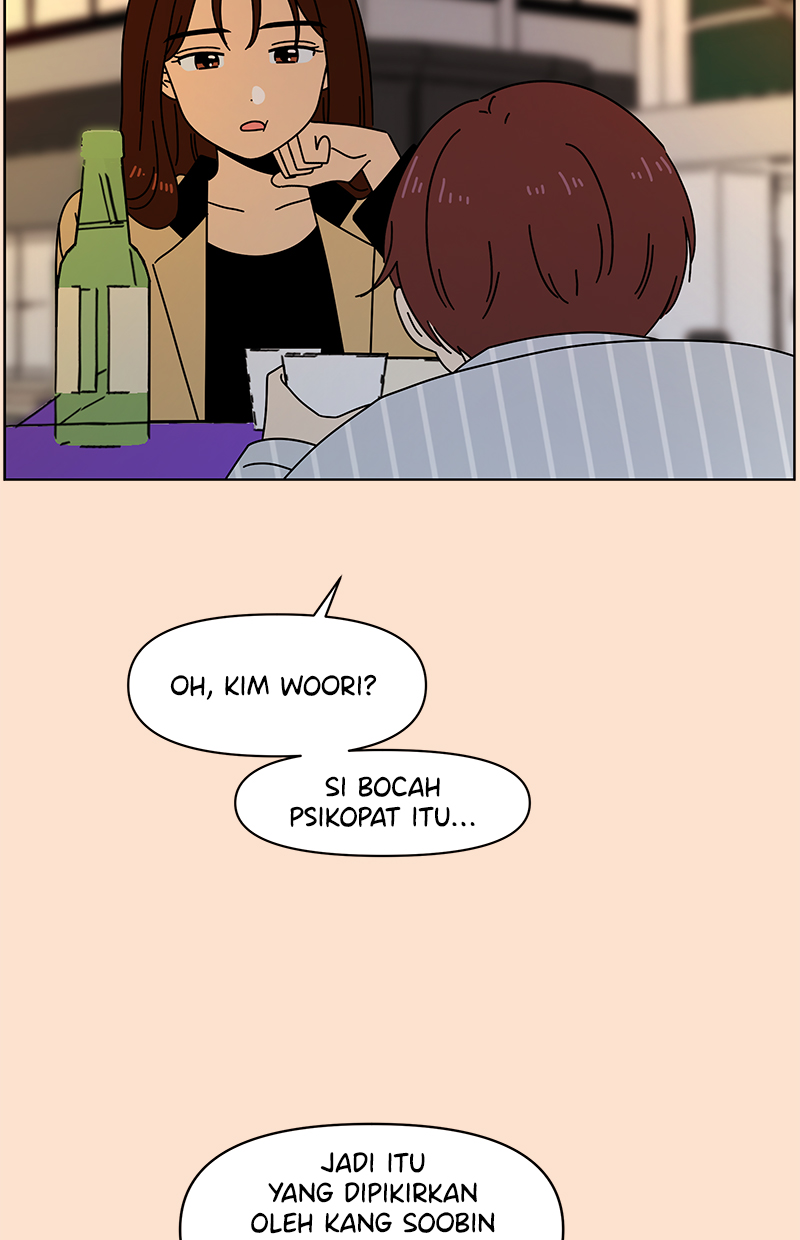 OH, KIM WOORI?
SI BOCAH
PSIKOPAT ITU...
JADI ITU
YANG DIPIKIRKAN
OLEH KANG SOOBIN